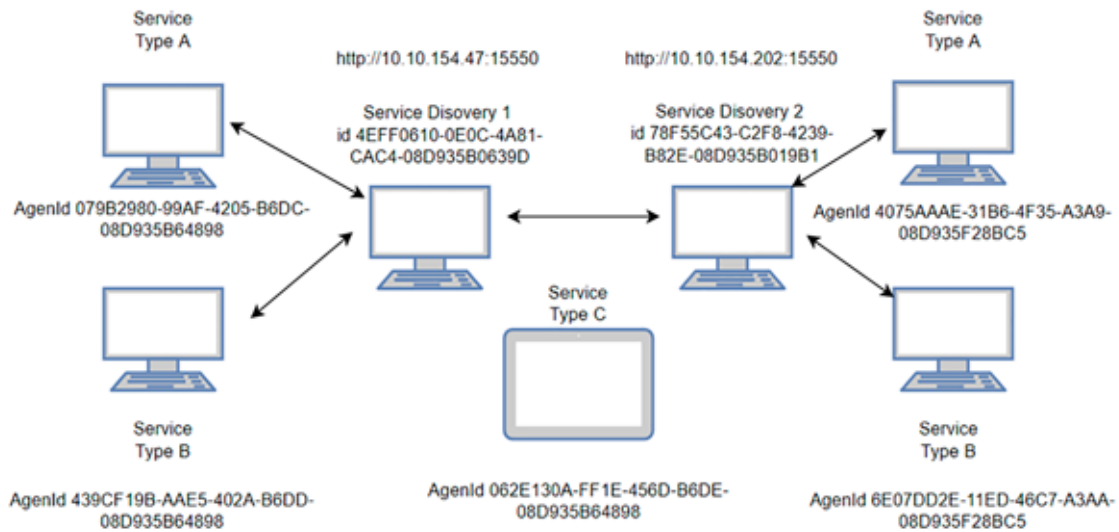 Service
Type A
http://10.10.154.47:15550
http://10.10.154.202:15550
Service
Type A
Service Disovery 1
id 4EFF0610-0E0C-4A81-
CAC4-08D935B0639D
Service Disovery 2
id 78F55C43-C2F8-4239-
B82E-08D935B019B1
AgenId 079B2980-99AF-4205-B6DC-
08D935B64898
AgenId 4075AAAE-31B6-4F35-A3A9-
08D935F28BC5
Service
Type C
Service
Type B
AgenId 439CF19B-AAE5-402A-B6DD-
08D935B64898
AgenId 062E130A-FF1E-456D-B6DE-
08D935B64898
Service
Type B
AgenId 6E07DD2E-11ED-46C7-A3AA-
08D935F28BC5